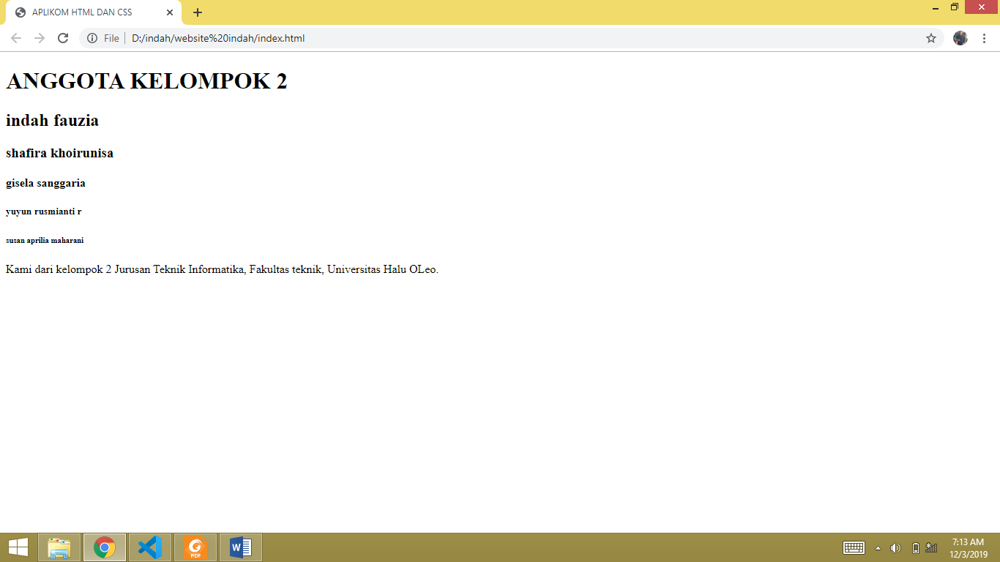 APLIKOM HTML DAN CSS
File
D:/indah/website%20indah/index.html
ANGGOTA KELOMPOK 2
indah fauzia
shafira khoirunisa
gisela sanggaria
yuyun rusmianti r
susan aprilia maharani
Kami dari kelompok 2 Jurusan Teknik Informatika, Fakultas teknik, Universitas Halu OLeo.
PDF
W
7:13 AM
12/3/2019